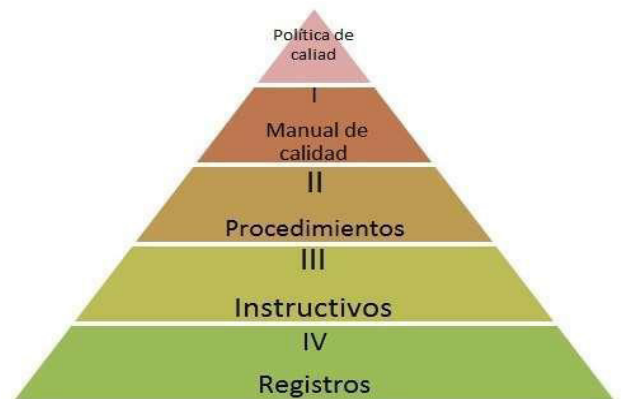 Política de
caliad
I
Manual de
calidad
II
Procedimientos
III
Instructivos
IV
Registros